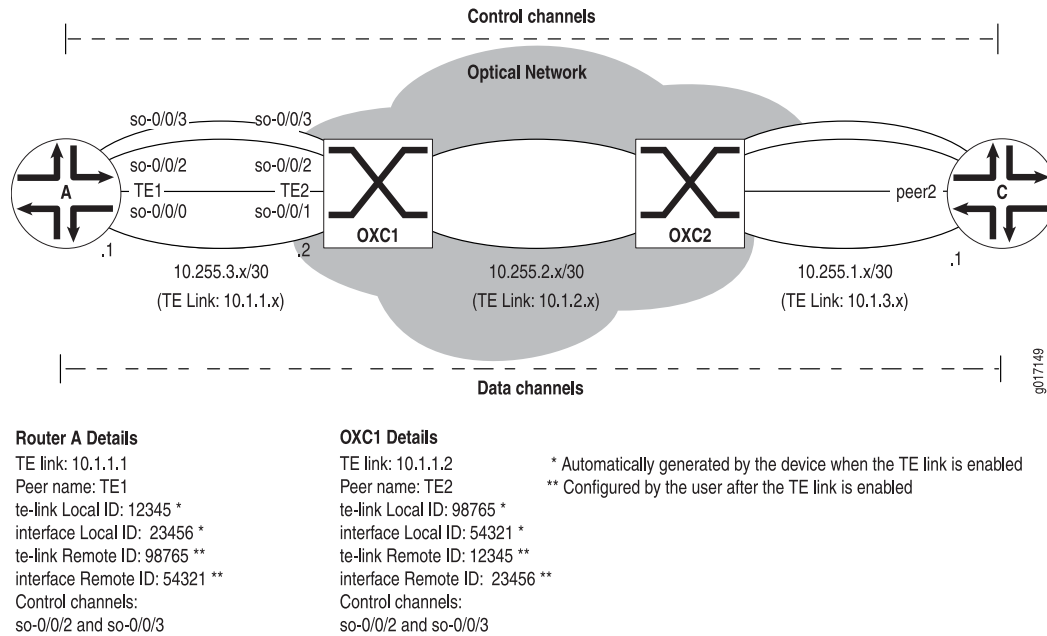 Control channels
Optical Network
so-0/0/3 so-0/0/3
so-0/0/2 so-0/0/2
A TE1 TE2 peer2 C
so-0/0/0 so-0/0/1
OXC1 OXC2
.1 .2 .1
10.255.3.x/30 10.255.2.x/30 10.255.1.x/30
(TE Link: 10.1.1.x) (TE Link: 10.1.2.x) (TE Link: 10.1.3.x)
Data channels
g017149
Router A Details
TE link: 10.1.1.1
Peer name: TE1
te-link Local ID: 12345 *
interface Local ID: 23456 *
te-link Remote ID: 98765 **
interface Remote ID: 54321 **
Control channels:
so-0/0/2 and so-0/0/3
OXC1 Details
TE link: 10.1.1.2
Peer name: TE2
te-link Local ID: 98765 *
interface Local ID: 54321 *
te-link Remote ID: 12345 **
interface Remote ID: 23456 **
Control channels:
so-0/0/2 and so-0/0/3
* Automatically generated by the device when the TE link is enabled
** Configured by the user after the TE link is enabled